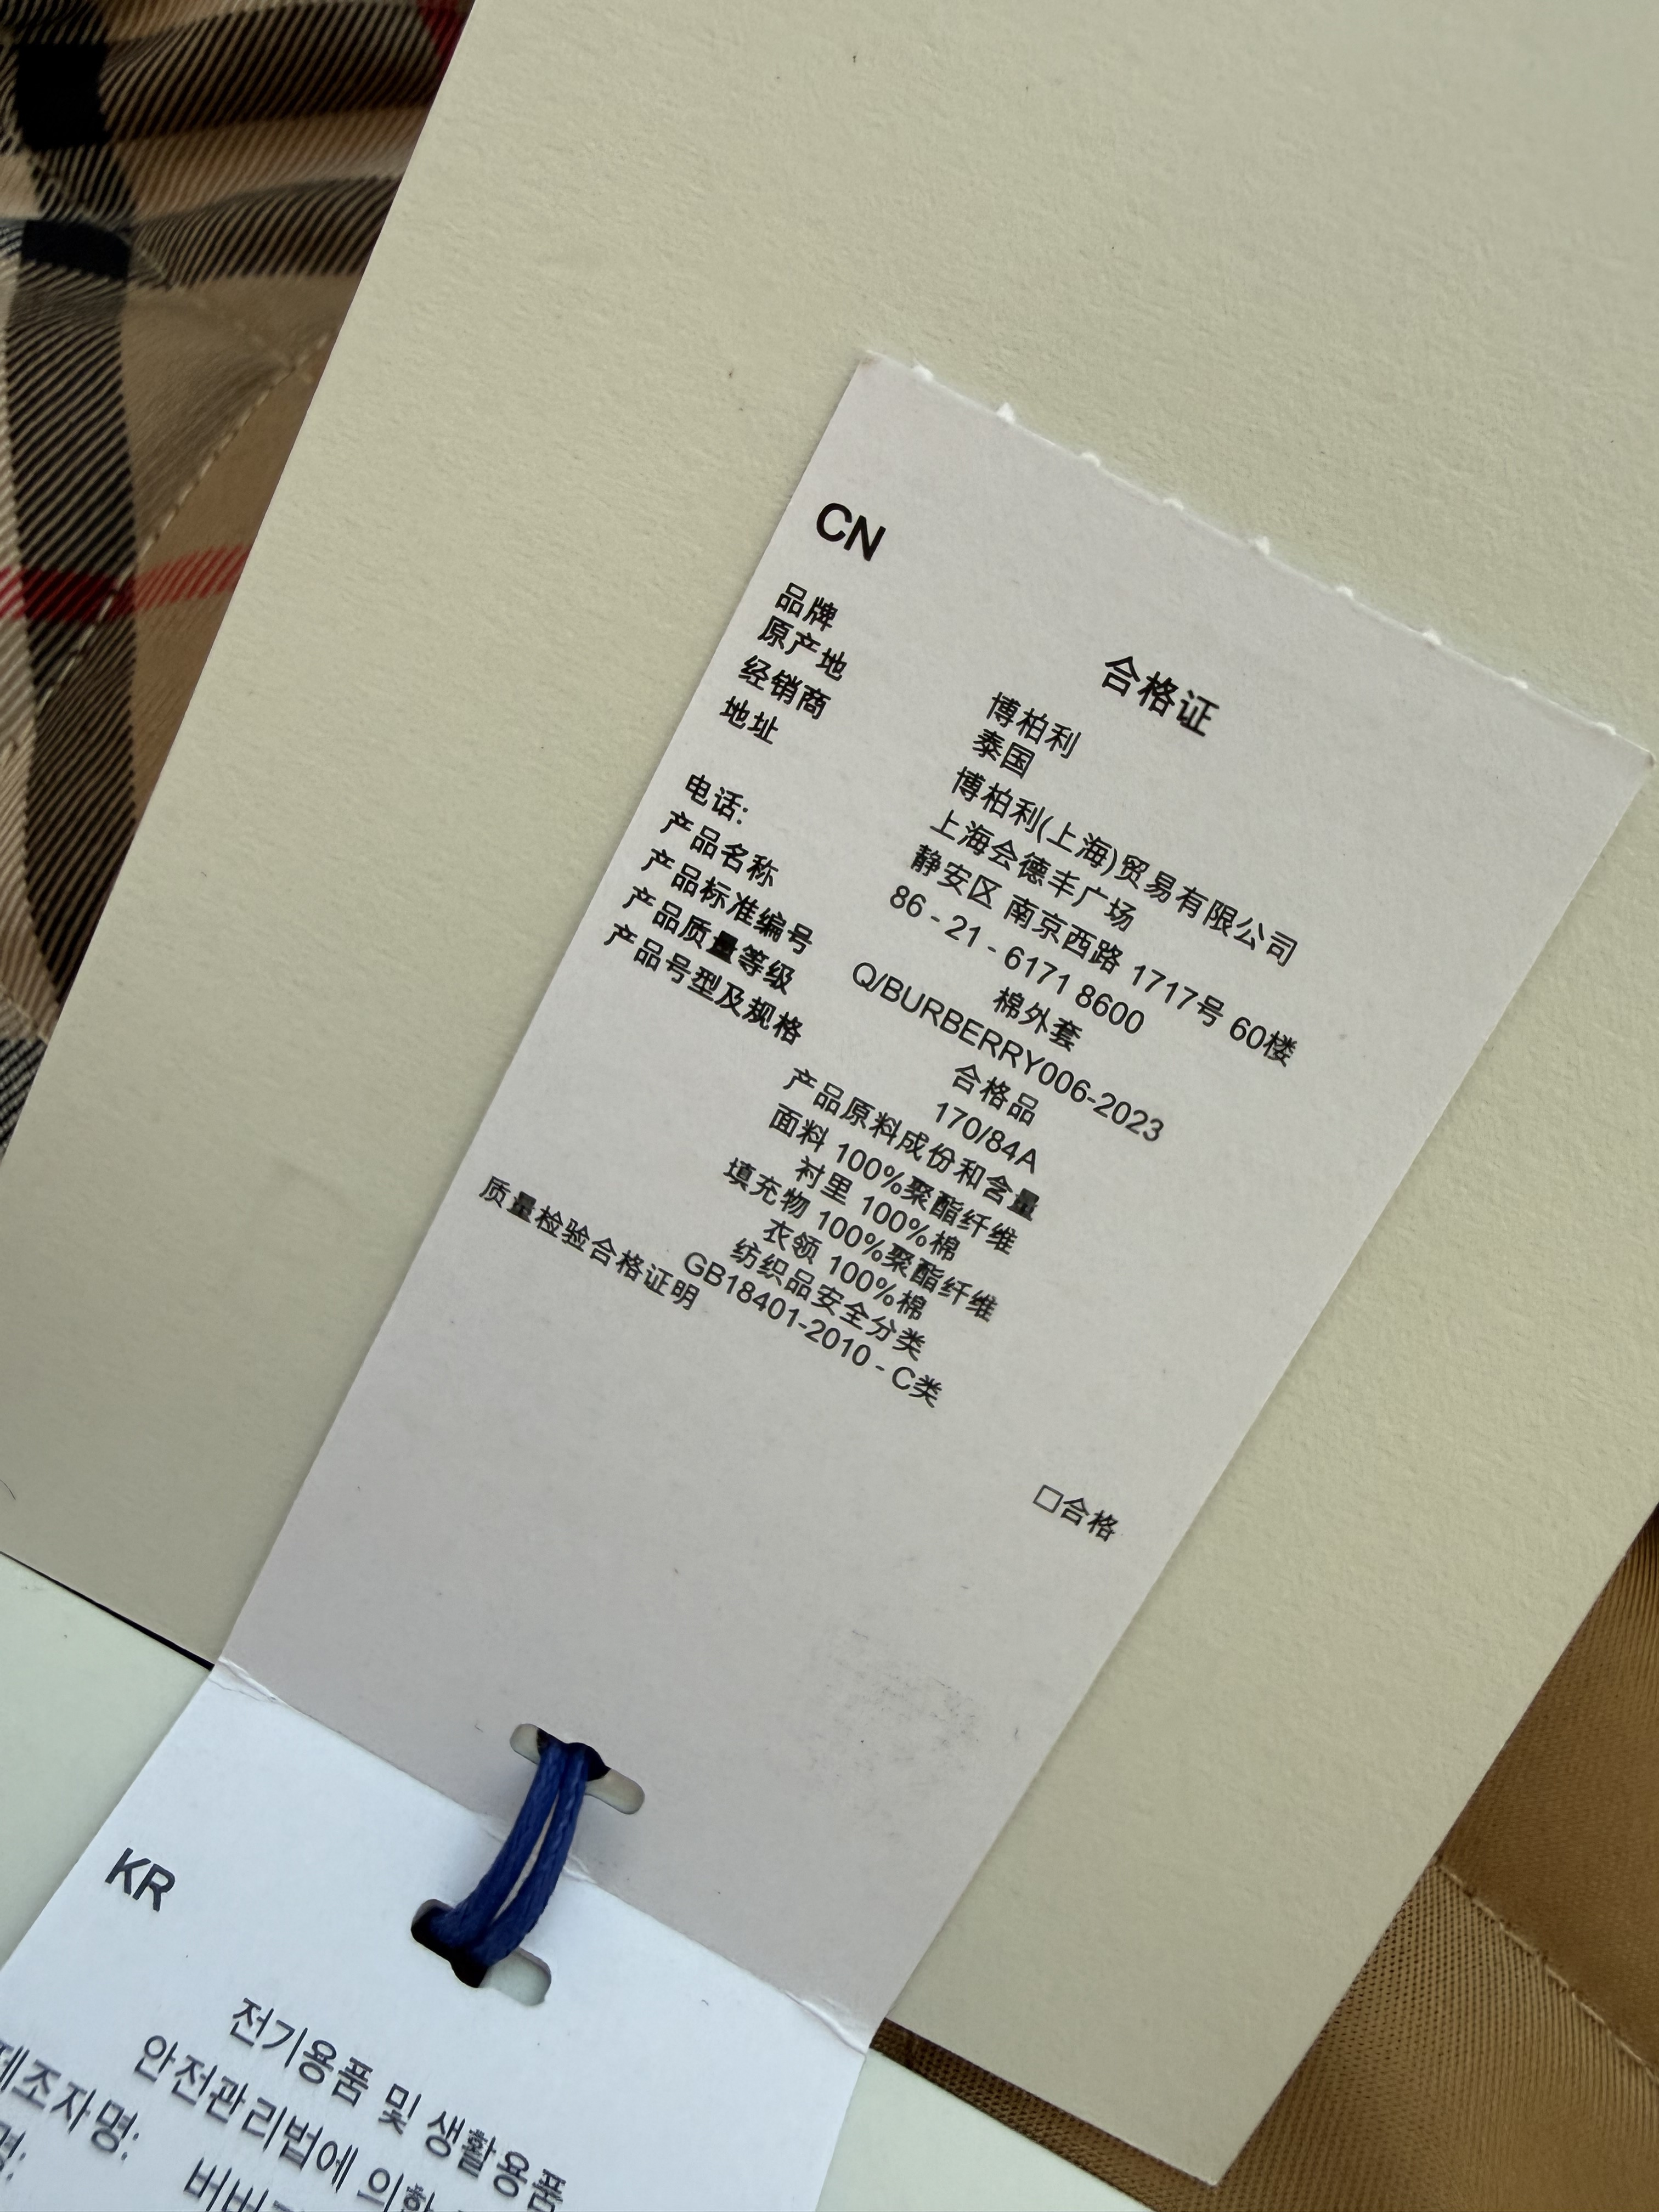 CN
合格证
品牌 博柏利
原产地 泰国
经销商 博柏利(上海)贸易有限公司
地址 上海会德丰广场
静安区 南京西路 1717号 60楼
电话: 86 - 21 - 6171 8600
产品名称 棉外套
产品标准编号 Q/BURBERRY006-2023
产品质量等级 合格品
产品号型及规格 170/84A
产品原料成份和含量
面料 100%聚酯纤维
衬里 100%棉
填充物 100%聚酯纤维
衣领 100%棉
纺织品安全分类
GB18401-2010 - C类
质量检验合格证明
□合格
KR
전기용품 및 생활용품
안전관리법에 의한
제조자명: